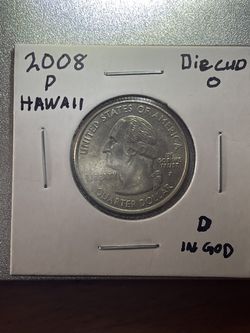 2008
P
HAWAII
DIECUD
O
UNITED STATES OF AMERICA
LIBERTY
IN
GOD WE
TRUST
P
QUARTER DOLLAR
D
IN GOD